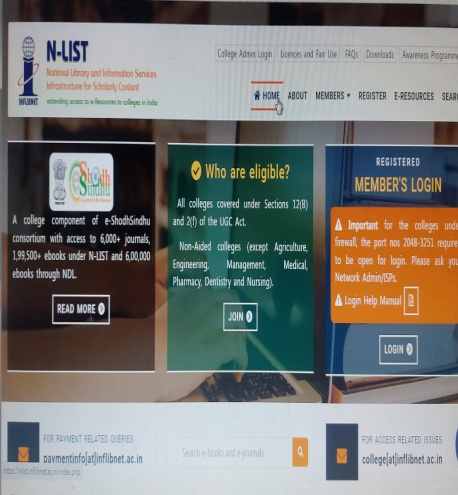 N-LIST
National Library and Information Services
Infrastructure for Scholarly Content
extending access to e-Resources to colleges in India
INFLIBNET
College Admin Login Licences and Fair Use FAQs Downloads Awareness Programme
HOME ABOUT MEMBERS REGISTER E-RESOURCES SEAR
Shodh
Sindhu
A college component of e-ShodhSindhu
consortium with access to 6,000+ journals,
1,99,500+ ebooks under N-LIST and 6,00,000
ebooks through NDL.
READ MORE
Who are eligible?
All colleges covered under Sections 12(B)
and 2(f) of the UGC Act.
Non-Aided colleges (except Agriculture,
Engineering, Management, Medical,
Pharmacy, Dentistry and Nursing).
JOIN
REGISTERED
MEMBER'S LOGIN
Important for the colleges unde
firewall, the port nos 2048-3251 require
to be open for login. Please ask you
Network Admin/ISPs.
Login Help Manual
LOGIN
FOR PAYMENT RELATED QUERIES
paymentinfo[at]inflibnet.ac.in
https://nlist.inflibnet.ac.in/index.php
Search e-books and e-journals
FOR ACCESS RELATED ISSUES
college[at]inflibnet.ac.in